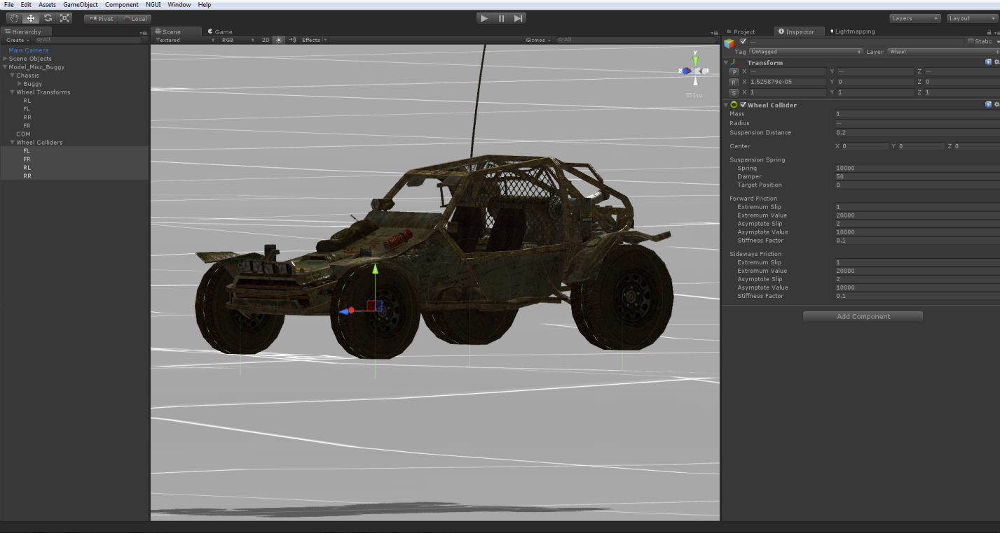 File Edit Assets GameObject Component NGUI Window Help
Pivot Local Layers Layout
Hierarchy Scene Game Project Inspector Lightmapping
Create All Textured RGB 2D Effects Gizmos All
Static
Tag Untagged Layer Wheel
Main Camera
Scene Objects
Model_Misc_Buggy
Chassis
Buggy
Wheel Transforms
RL
FL
RR
FR
COM
Wheel Colliders
FL
FR
RL
RR
y
z
Iso
Transform
P X — Y — Z —
R X 1.525879e-05 Y 0 Z 0
S X 1 Y 1 Z 1
Wheel Collider
Mass 1
Radius —
Suspension Distance 0.2
Center X 0 Y 0 Z 0
Suspension Spring
Spring 10000
Damper 50
Target Position 0
Forward Friction
Extremum Slip 1
Extremum Value 20000
Asymptote Slip 2
Asymptote Value 10000
Stiffness Factor 0.1
Sideways Friction
Extremum Slip 1
Extremum Value 20000
Asymptote Slip 2
Asymptote Value 10000
Stiffness Factor 0.1
Add Component